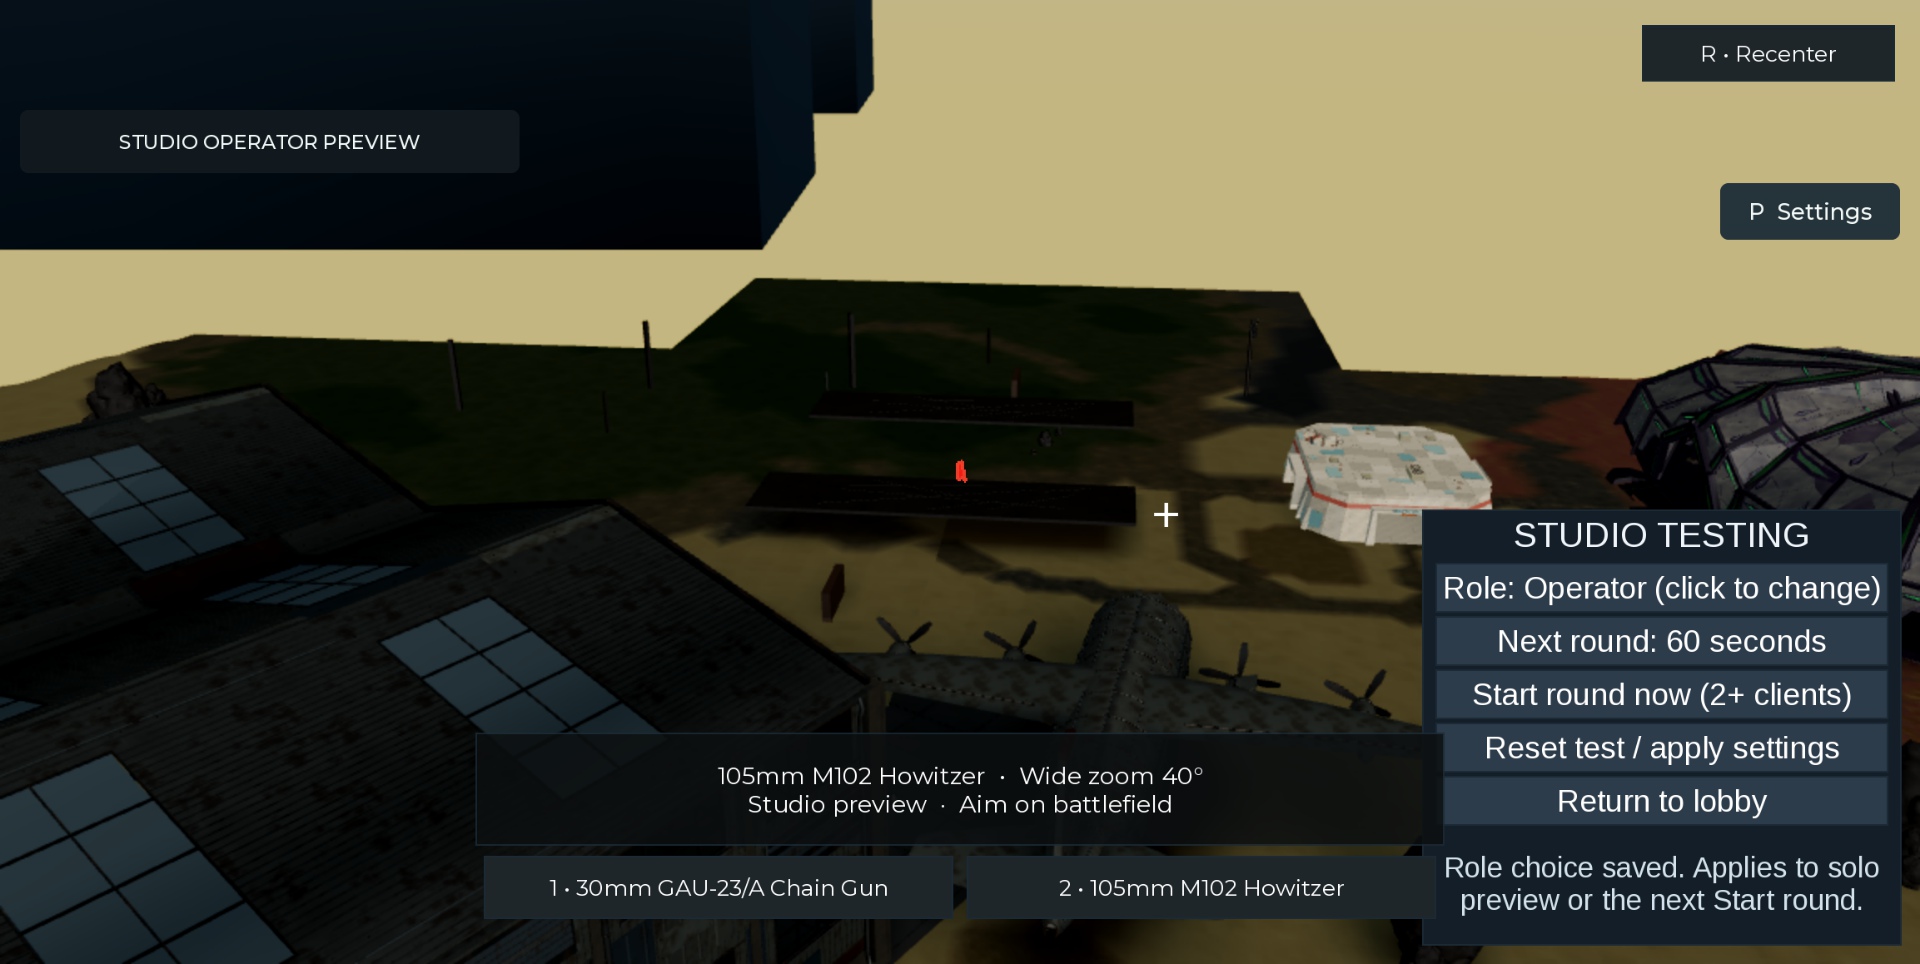 R • Recenter
STUDIO OPERATOR PREVIEW
P Settings
STUDIO TESTING
Role: Operator (click to change)
Next round: 60 seconds
Start round now (2+ clients)
Reset test / apply settings
Return to lobby
Role choice saved. Applies to solo
preview or the next Start round.
105mm M102 Howitzer • Wide zoom 40°
Studio preview · Aim on battlefield
1 • 30mm GAU-23/A Chain Gun
2 • 105mm M102 Howitzer